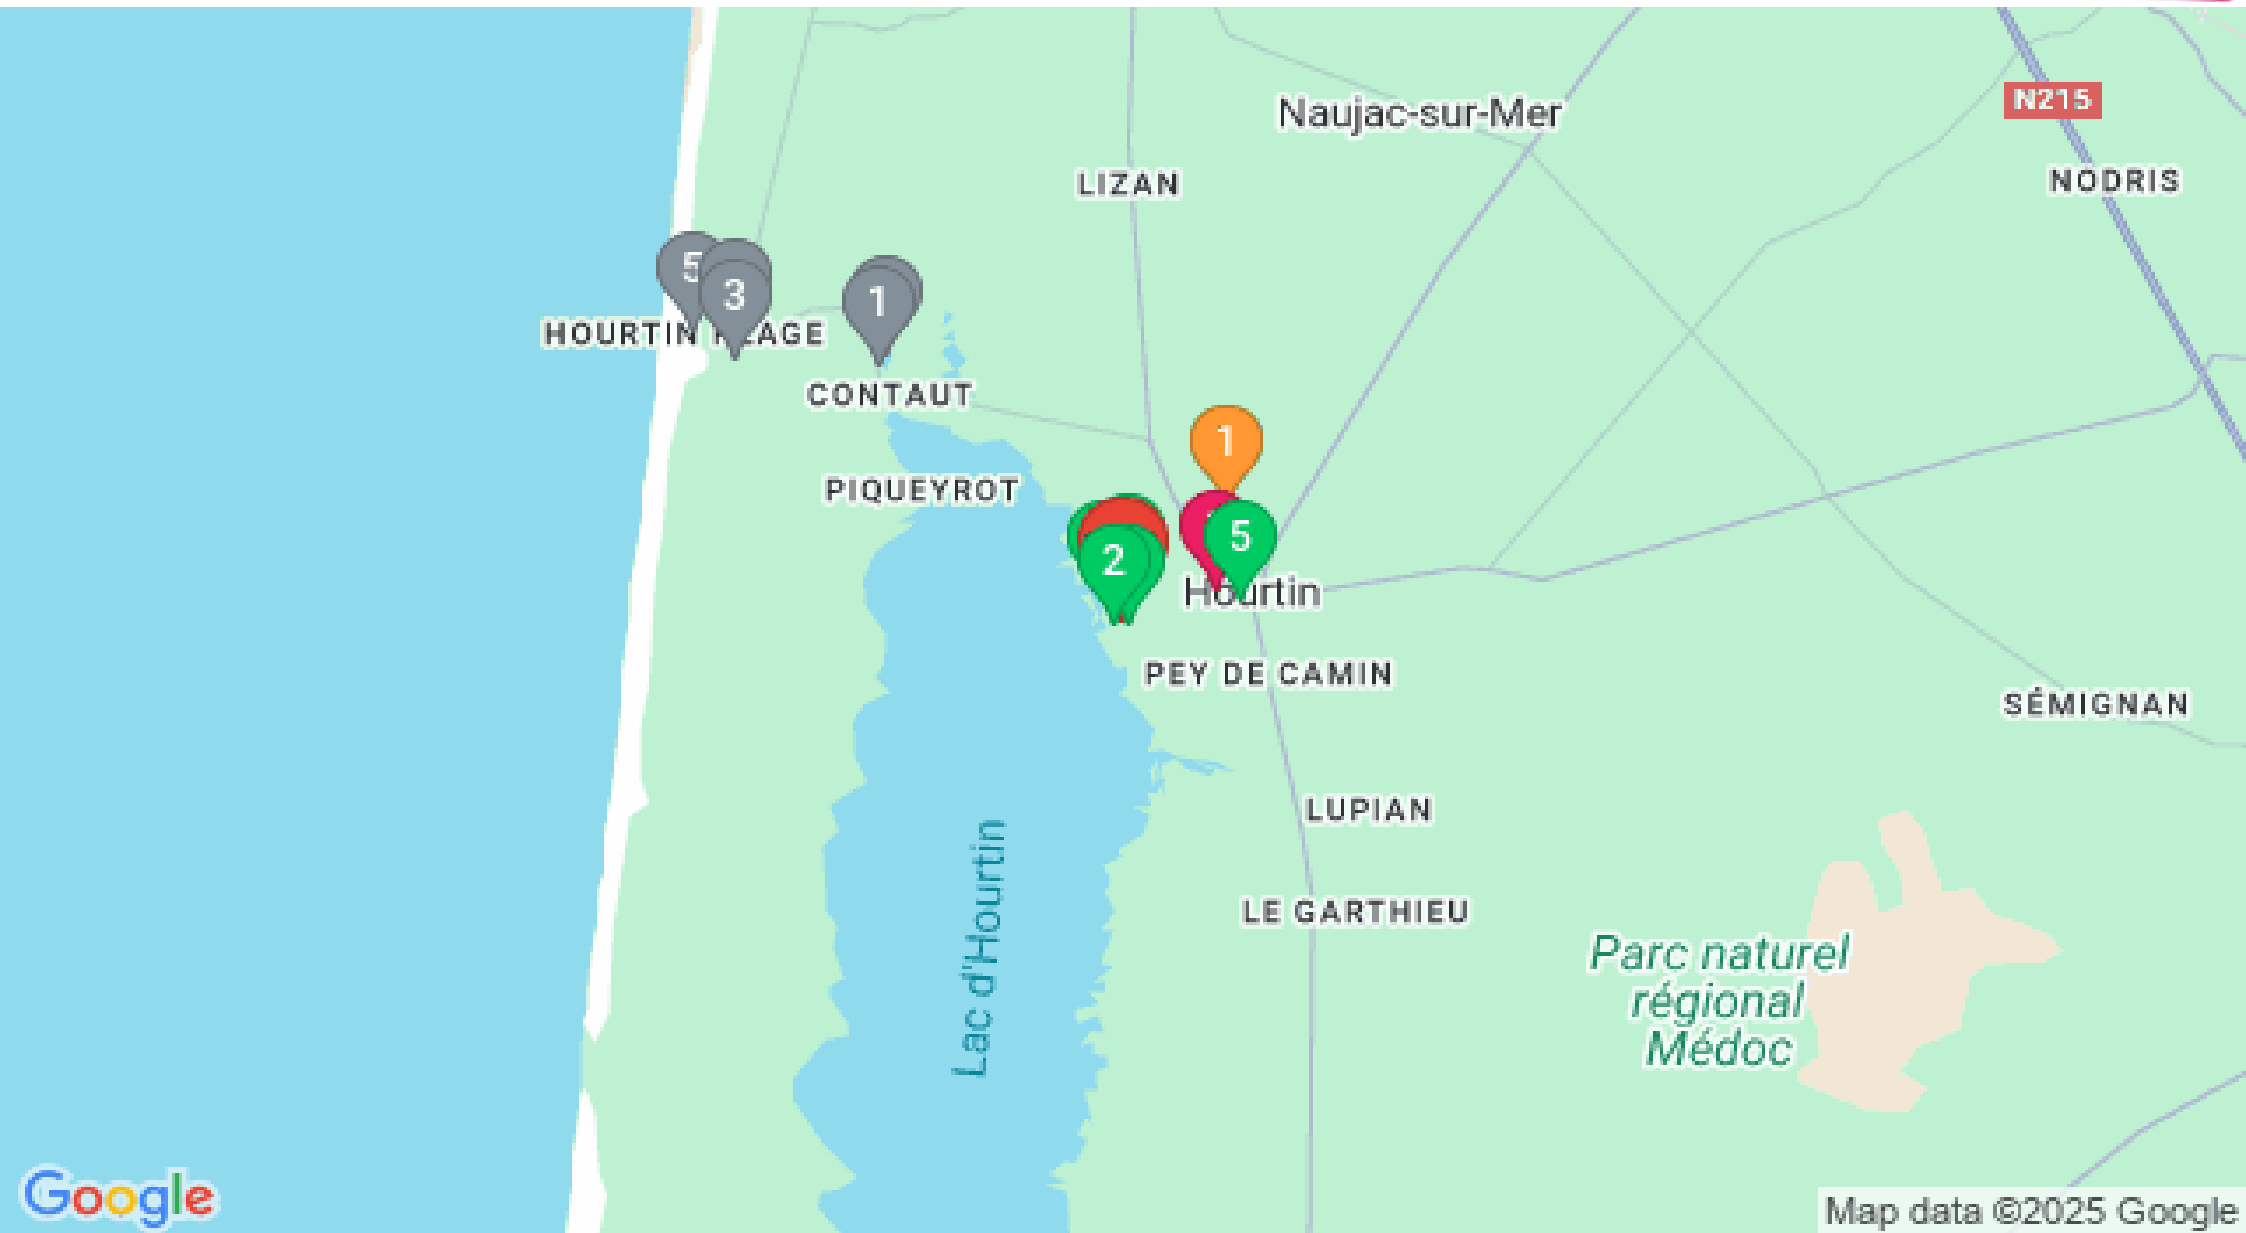 Naujac-sur-Mer
N215
LIZAN
NODRIS
5
3
1
HOURTIN
CONTAUT
1
PIQUEYROT
5
2
Hourtin
PEY DE CAMIN
SÉMIGNAN
LUPIAN
Lac d'Hourtin
LE GARTHIEU
Parc naturel
régional
Médoc
Google
Map data ©2025 Google